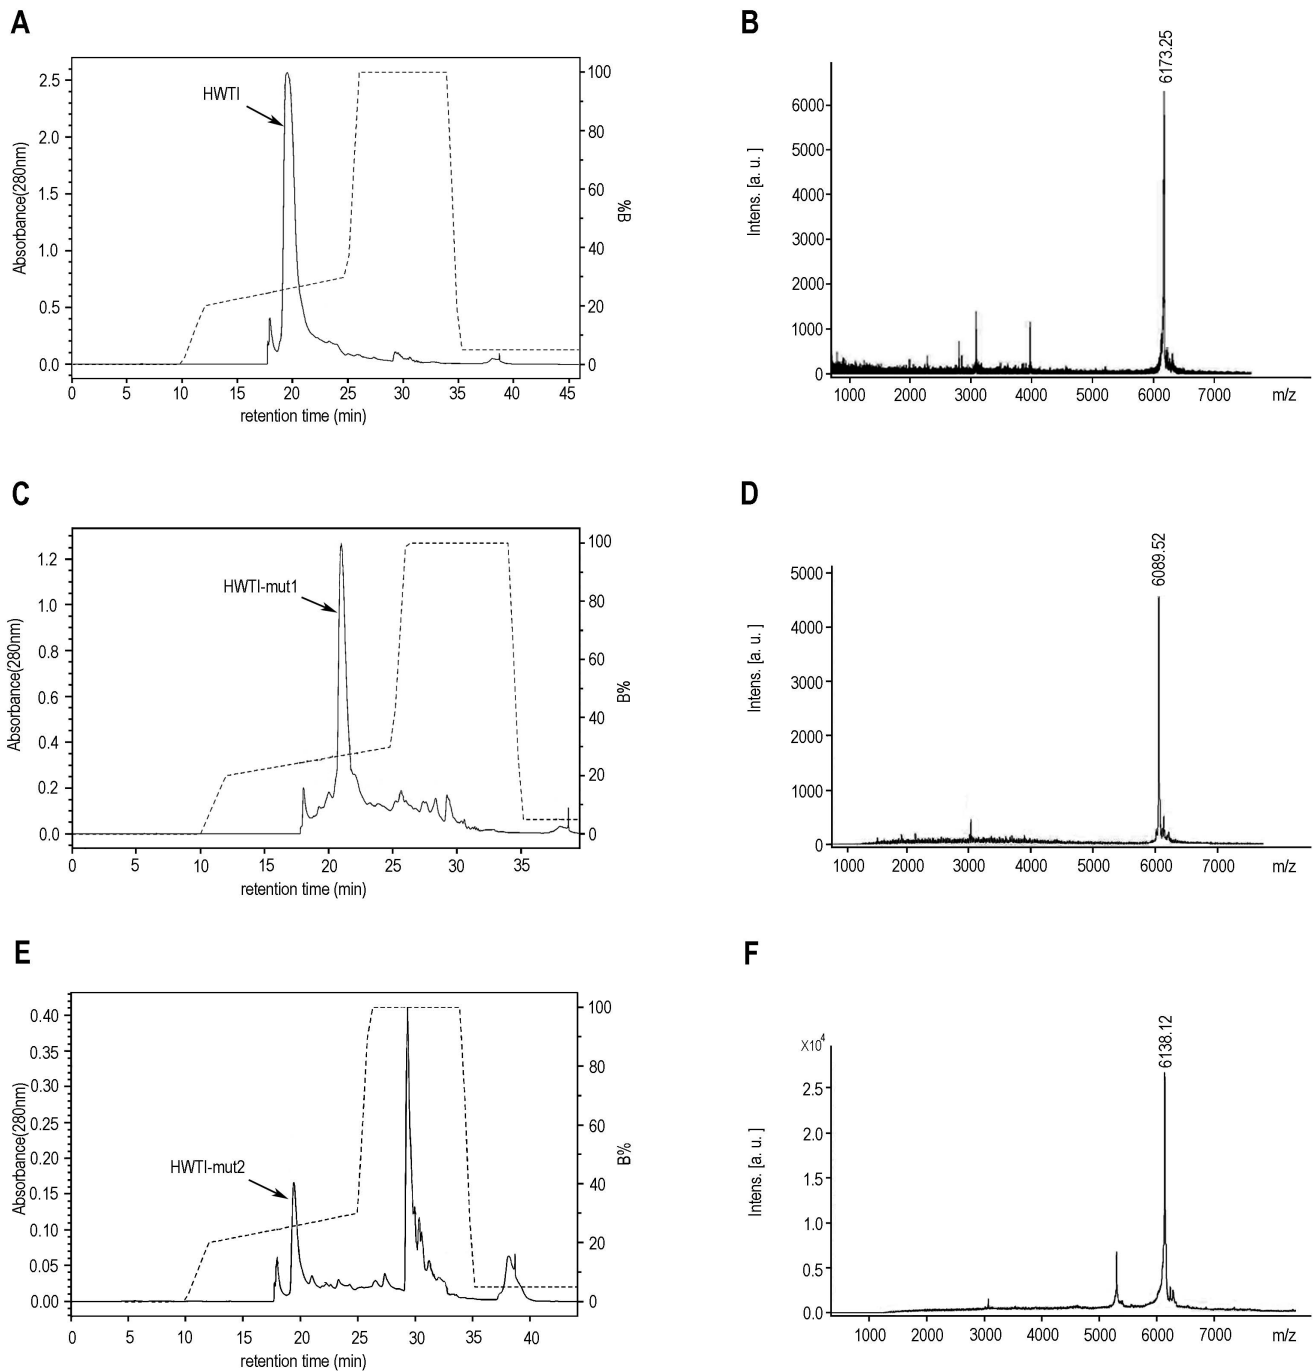 A
HWTI
Absorbance(280nm)
2.5
2.0
1.5
1.0
0.5
0.0
100
80
60
40
20
0
%B
0 5 10 15 20 25 30 35 40 45
retention time (min)
B
6173.25
Intens. [a. u. ]
6000
5000
4000
3000
2000
1000
0
1000 2000 3000 4000 5000 6000 7000 m/z
C
HWTI-mut1
Absorbance(280nm)
1.2
1.0
0.8
0.6
0.4
0.2
0.0
100
80
60
40
20
0
%B
0 5 10 15 20 25 30 35
retention time (min)
D
6089.52
Intens. [a. u. ]
5000
4000
3000
2000
1000
0
1000 2000 3000 4000 5000 6000 7000 m/z
E
HWTI-mut2
Absorbance(280nm)
0.40
0.35
0.30
0.25
0.20
0.15
0.10
0.05
0.00
100
80
60
40
20
0
%B
0 5 10 15 20 25 30 35 40
retention time (min)
F
6138.12
X10⁴
Intens. [a. u. ]
2.5
2.0
1.5
1.0
0.5
0.0
1000 2000 3000 4000 5000 6000 7000 m/z